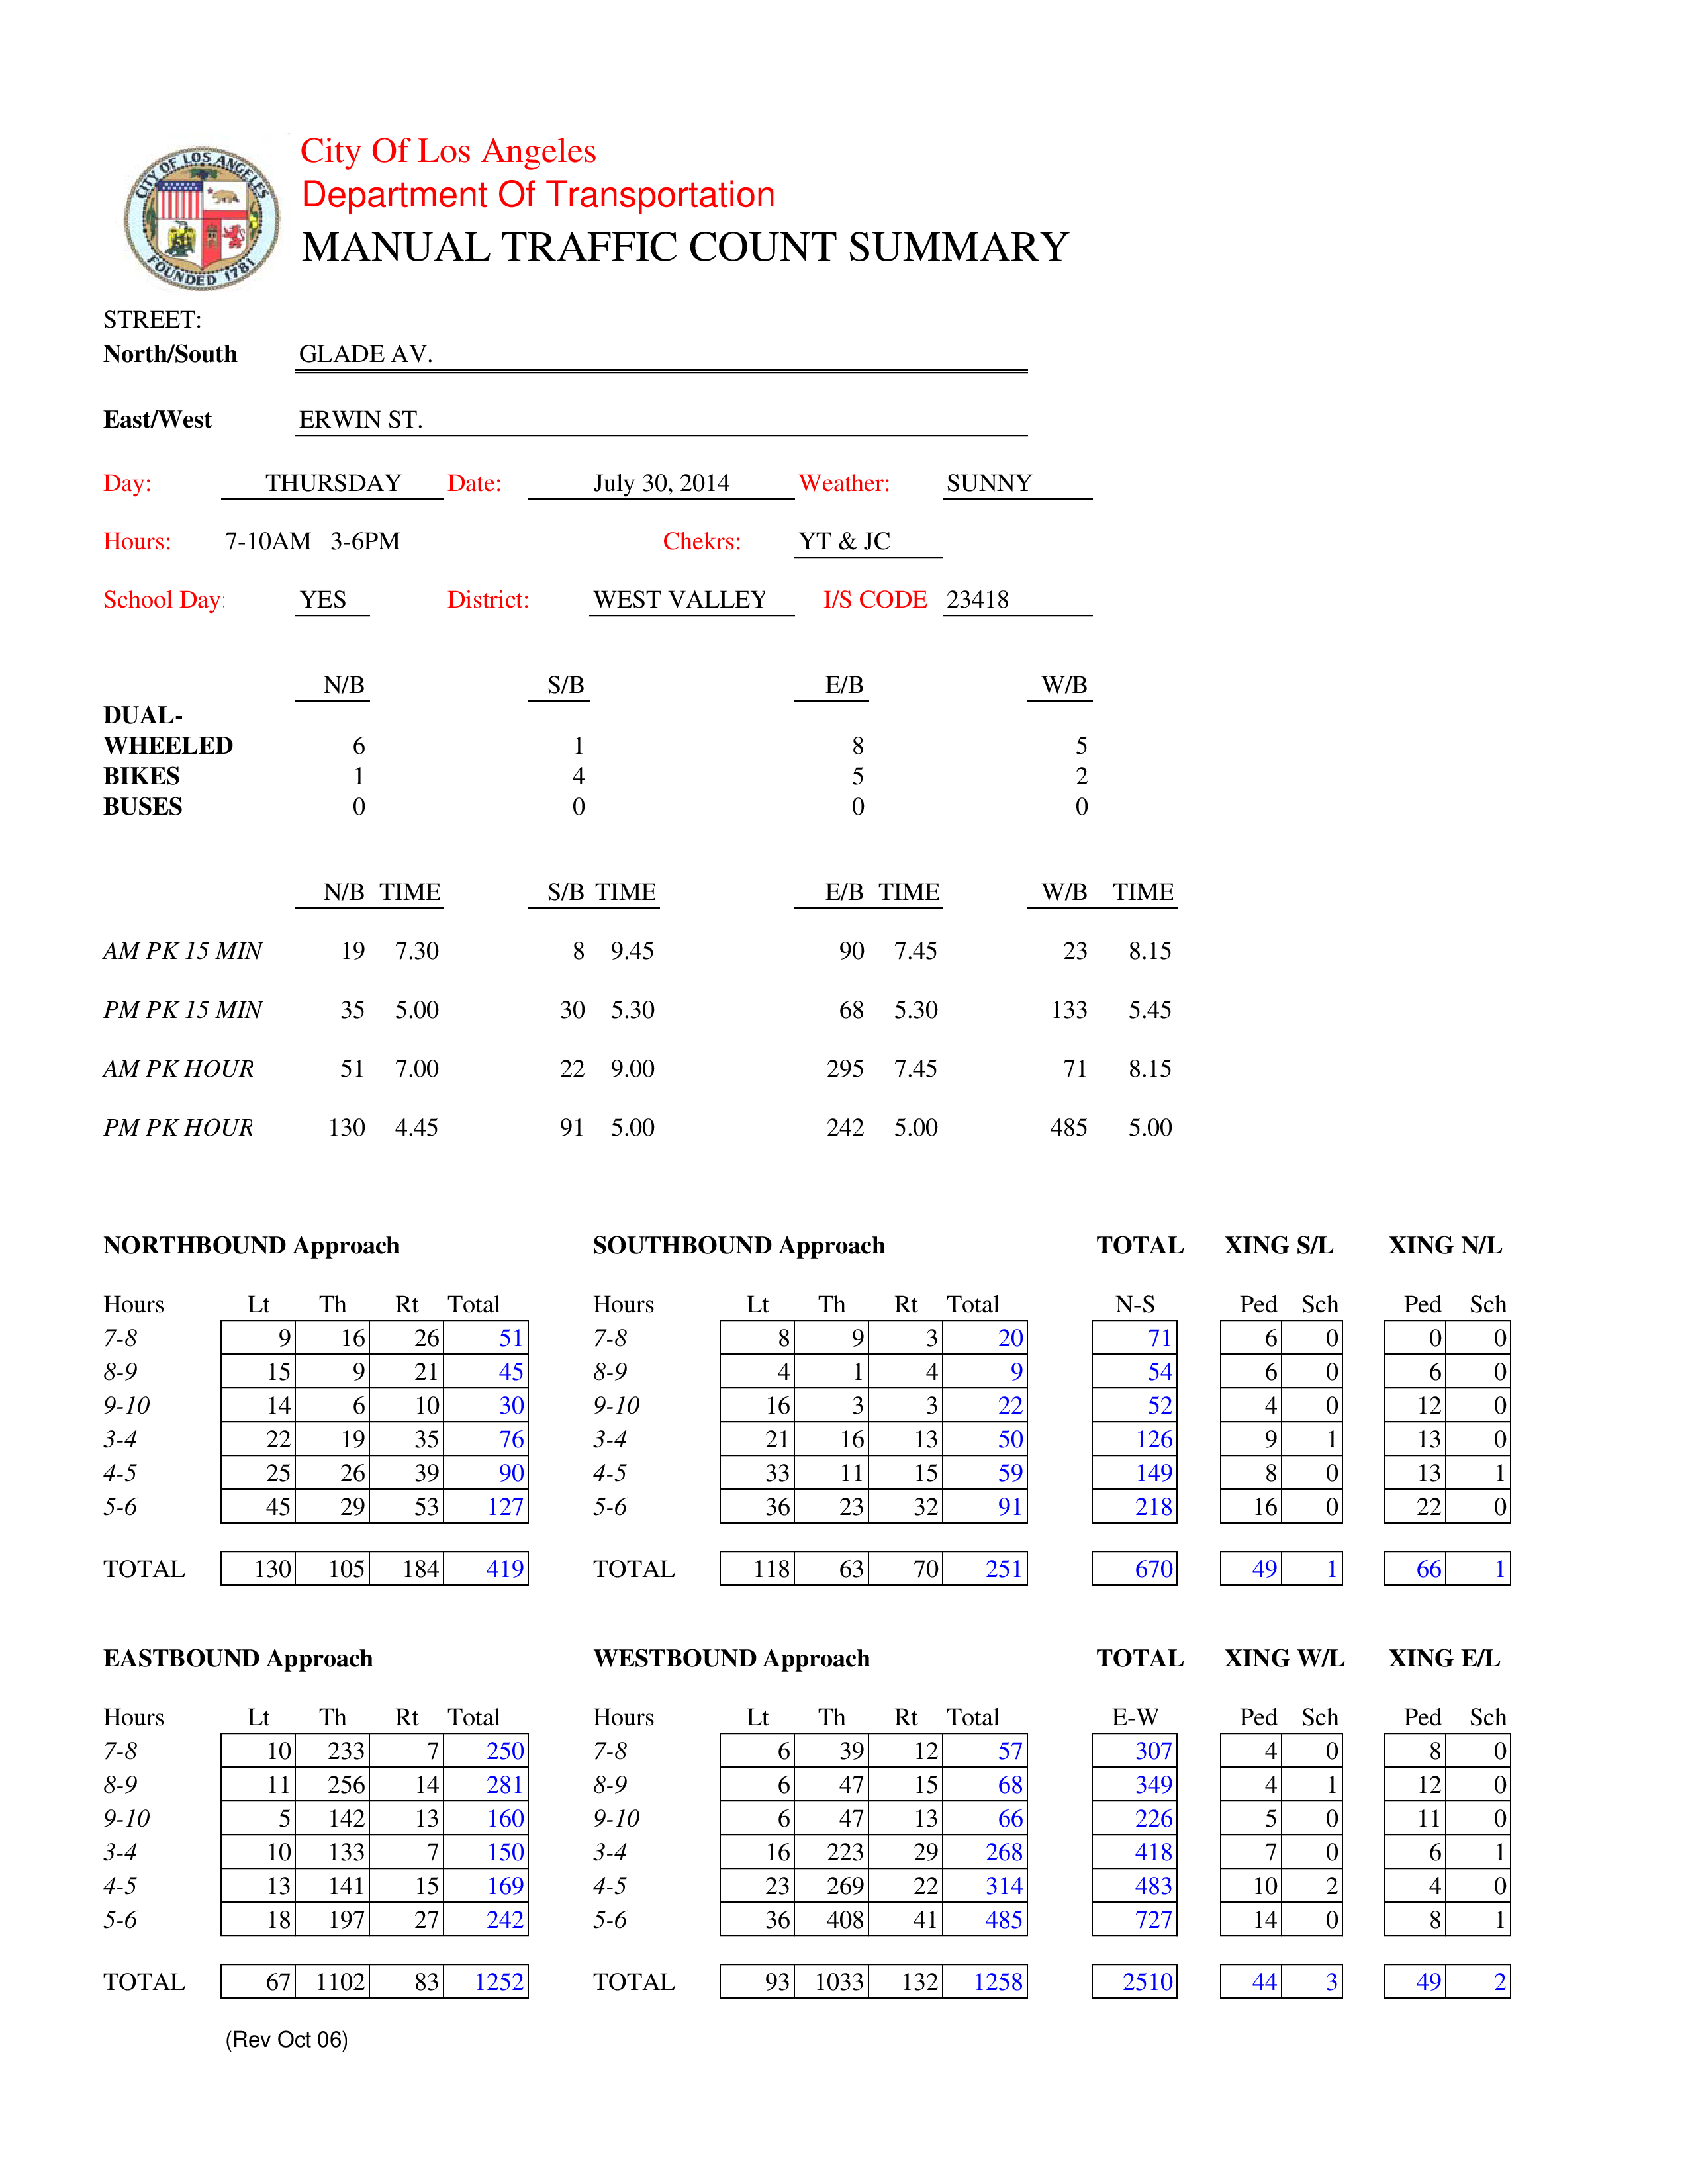 CITY OF LOS ANGELES
FOUNDED 1781
City Of Los Angeles
Department Of Transportation
MANUAL TRAFFIC COUNT SUMMARY
STREET:
North/South GLADE AV.
East/West ERWIN ST.
Day: THURSDAY Date: July 30, 2014 Weather: SUNNY
Hours: 7-10AM 3-6PM Chekrs: YT & JC
School Day: YES District: WEST VALLEY I/S CODE 23418
N/B S/B E/B W/B
DUAL-
WHEELED 6 1 8 5
BIKES 1 4 5 2
BUSES 0 0 0 0
N/B TIME S/B TIME E/B TIME W/B TIME
AM PK 15 MIN 19 7.30 8 9.45 90 7.45 23 8.15
PM PK 15 MIN 35 5.00 30 5.30 68 5.30 133 5.45
AM PK HOUR 51 7.00 22 9.00 295 7.45 71 8.15
PM PK HOUR 130 4.45 91 5.00 242 5.00 485 5.00
NORTHBOUND Approach SOUTHBOUND Approach TOTAL XING S/L XING N/L
Hours Lt Th Rt Total Hours Lt Th Rt Total N-S Ped Sch Ped Sch
7-8 9 16 26 51 7-8 8 9 3 20 71 6 0 0 0
8-9 15 9 21 45 8-9 4 1 4 9 54 6 0 6 0
9-10 14 6 10 30 9-10 16 3 3 22 52 4 0 12 0
3-4 22 19 35 76 3-4 21 16 13 50 126 9 1 13 0
4-5 25 26 39 90 4-5 33 11 15 59 149 8 0 13 1
5-6 45 29 53 127 5-6 36 23 32 91 218 16 0 22 0
TOTAL 130 105 184 419 TOTAL 118 63 70 251 670 49 1 66 1
EASTBOUND Approach WESTBOUND Approach TOTAL XING W/L XING E/L
Hours Lt Th Rt Total Hours Lt Th Rt Total E-W Ped Sch Ped Sch
7-8 10 233 7 250 7-8 6 39 12 57 307 4 0 8 0
8-9 11 256 14 281 8-9 6 47 15 68 349 4 1 12 0
9-10 5 142 13 160 9-10 6 47 13 66 226 5 0 11 0
3-4 10 133 7 150 3-4 16 223 29 268 418 7 0 6 1
4-5 13 141 15 169 4-5 23 269 22 314 483 10 2 4 0
5-6 18 197 27 242 5-6 36 408 41 485 727 14 0 8 1
TOTAL 67 1102 83 1252 TOTAL 93 1033 132 1258 2510 44 3 49 2
(Rev Oct 06)